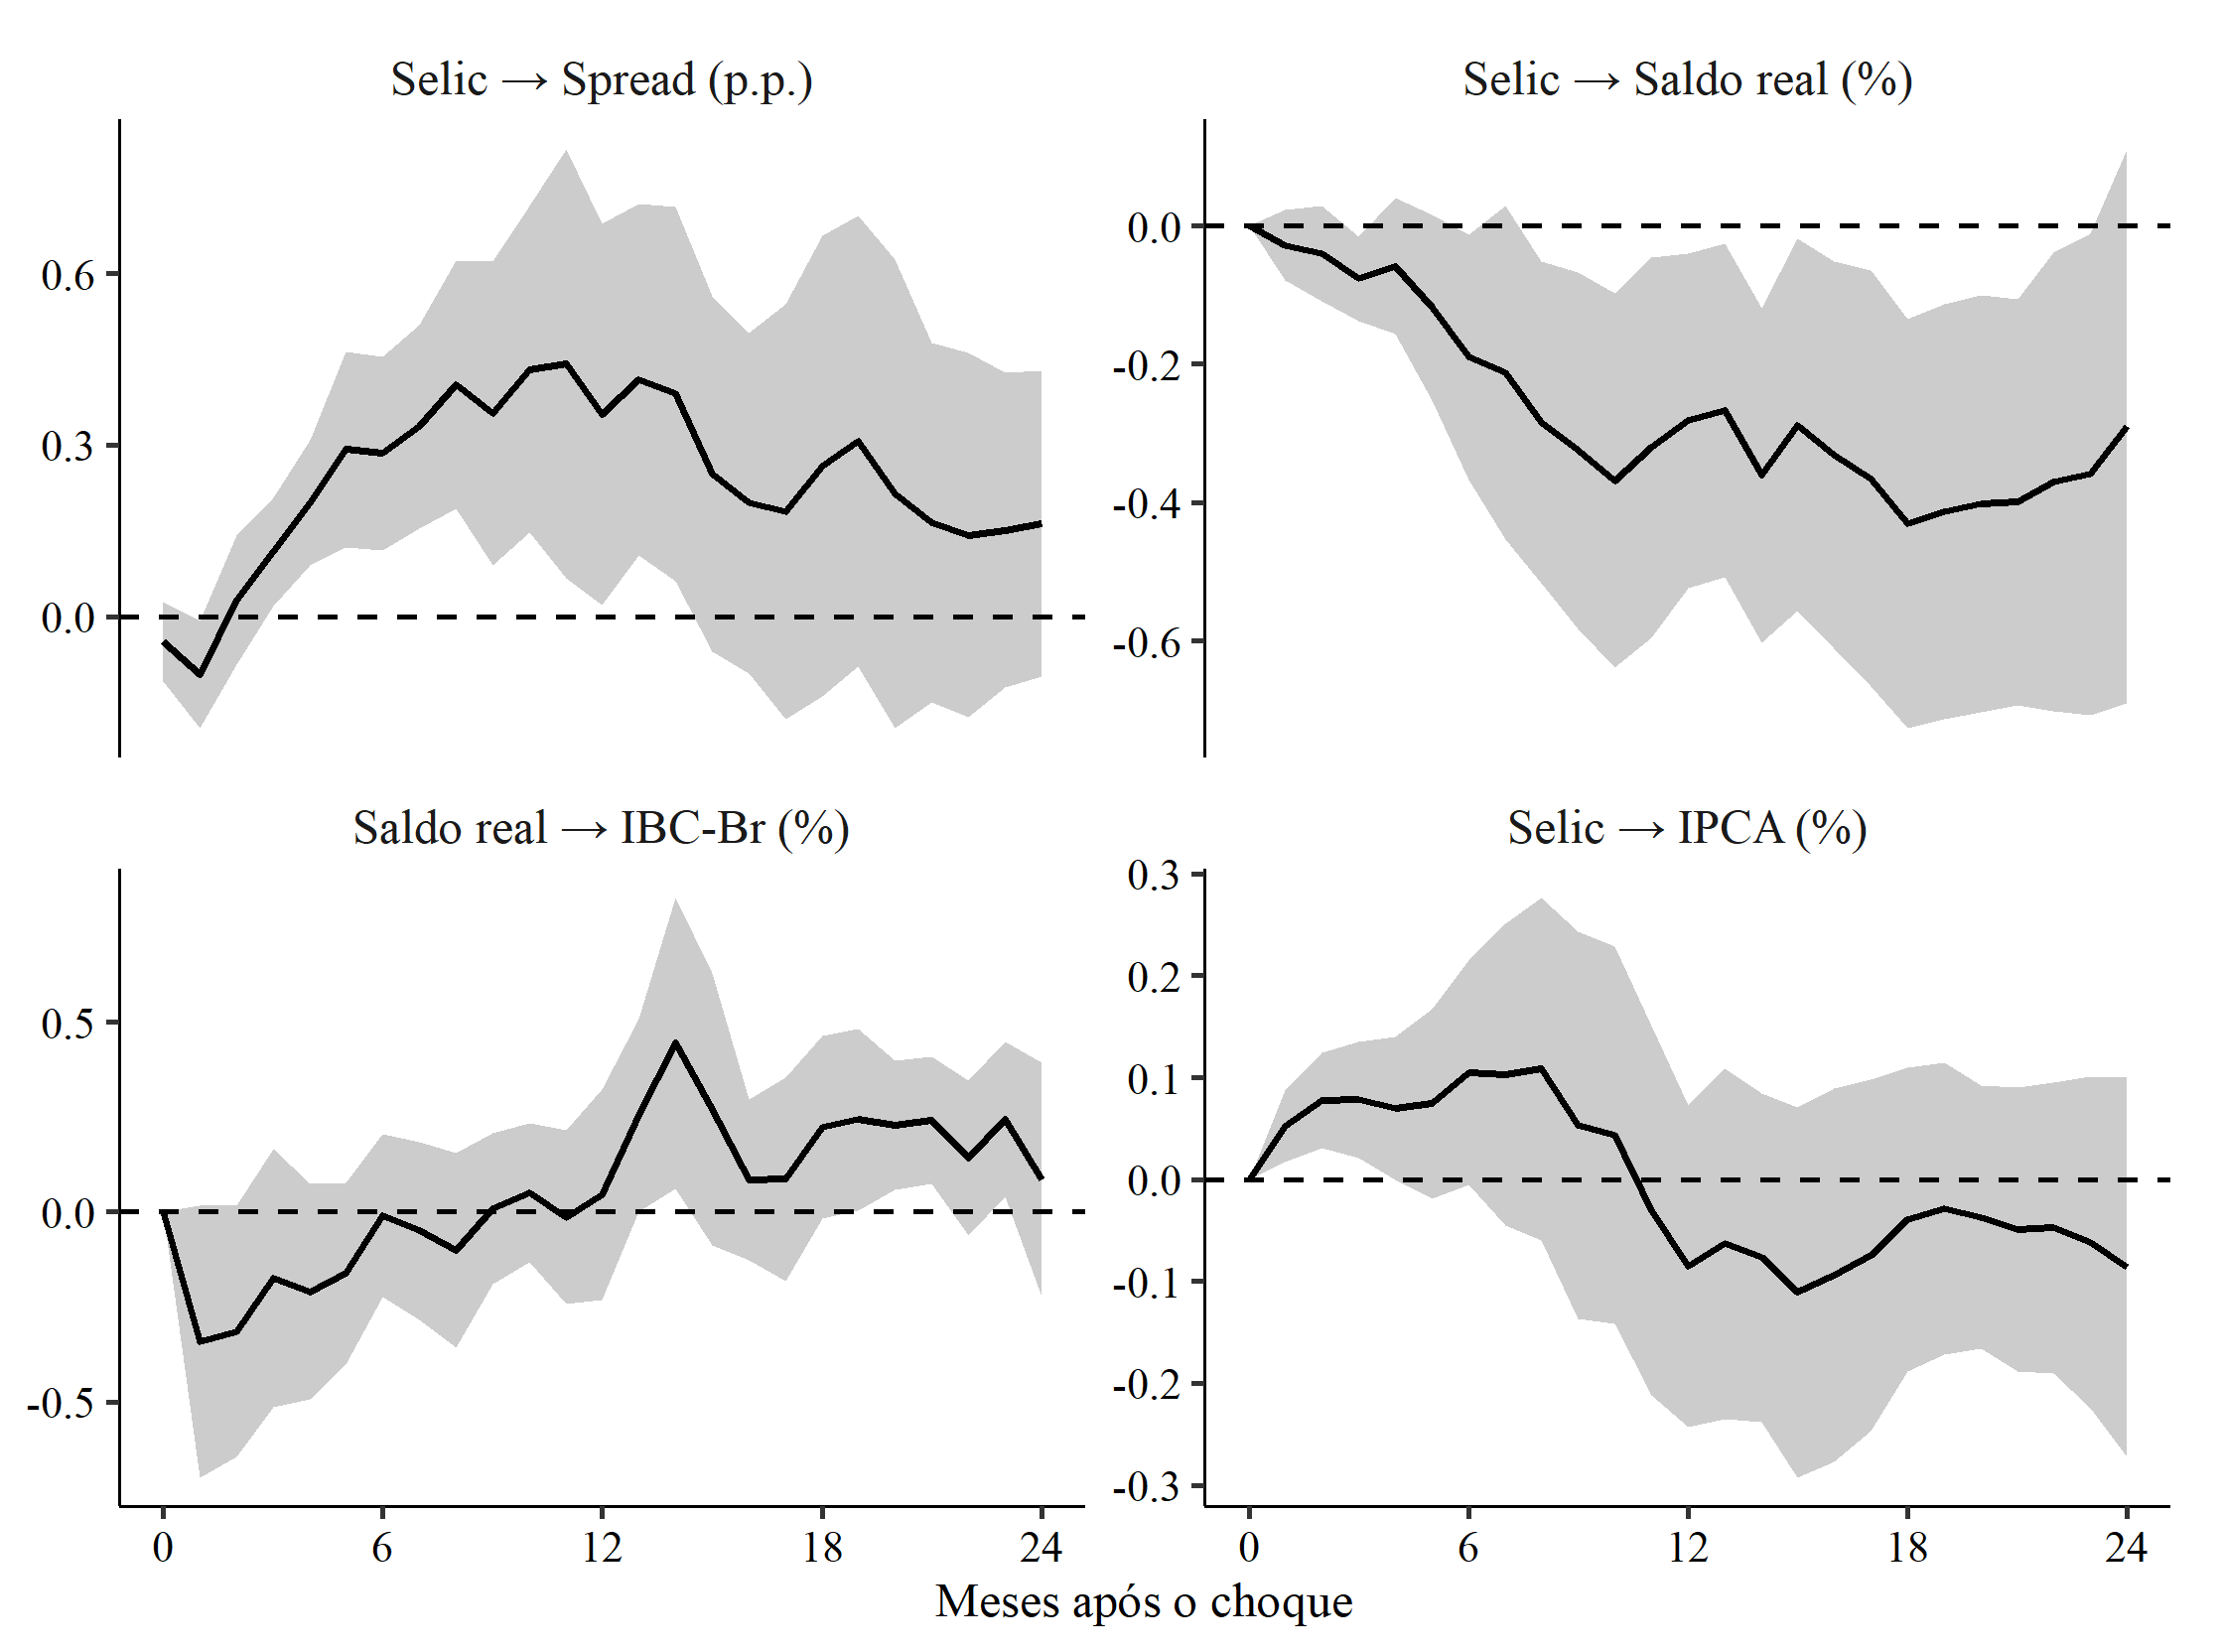 Selic → Spread (p.p.)
0.6
0.3
0.0
Selic → Saldo real (%)
0.0
-0.2
-0.4
-0.6
Saldo real → IBC-Br (%)
0.5
0.0
-0.5
0 6 12 18 24
Selic → IPCA (%)
0.3
0.2
0.1
0.0
-0.1
-0.2
-0.3
0 6 12 18 24
Meses após o choque